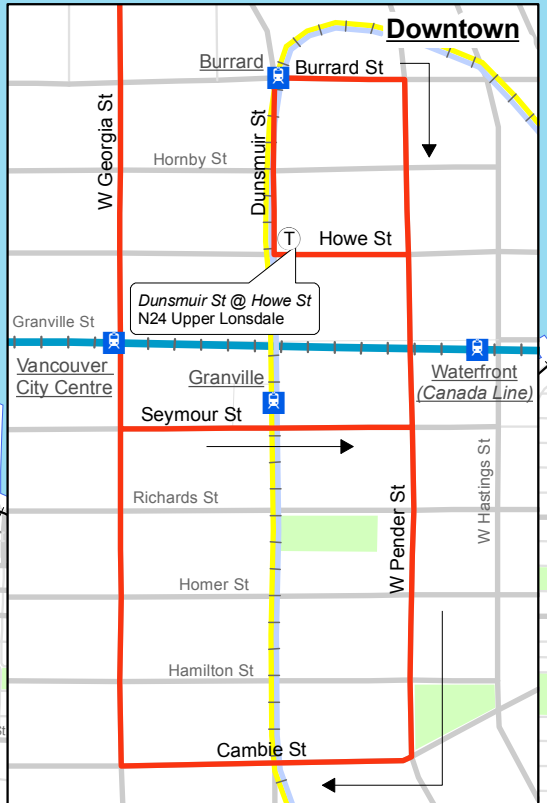 Downtown
Burrard
Burrard St
W Georgia St
Dunsmuir St
Hornby St
T
Howe St
Dunsmuir St @ Howe St
N24 Upper Lonsdale
Granville St
Vancouver
City Centre
Granville
Waterfront
(Canada Line)
Seymour St
W Hastings St
Richards St
W Pender St
Homer St
Hamilton St
St
Cambie St